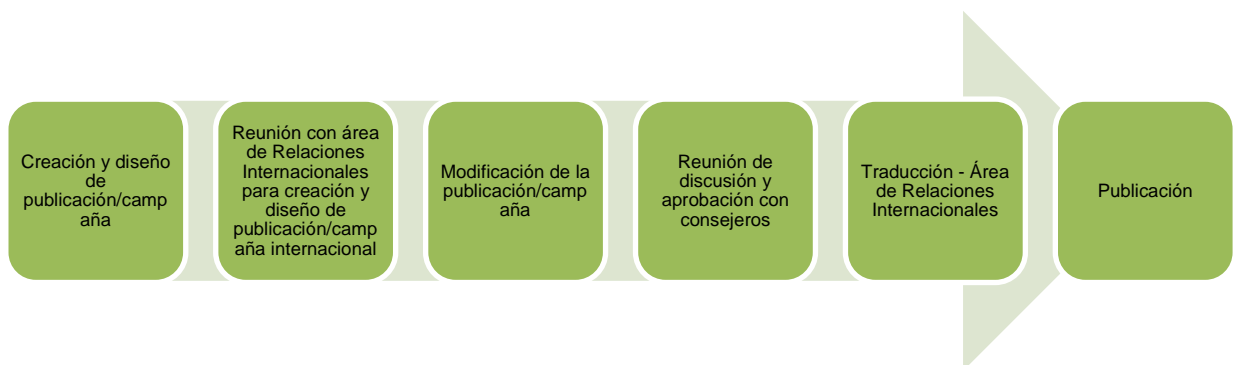 Creación y diseño
de
publicación/camp
aña
Reunión con área
de Relaciones
Internacionales
para creación y
diseño de
publicación/camp
aña internacional
Modificación de la
publicación/camp
aña
Reunión de
discusión y
aprobación con
consejeros
Traducción - Área
de Relaciones
Internacionales
Publicación